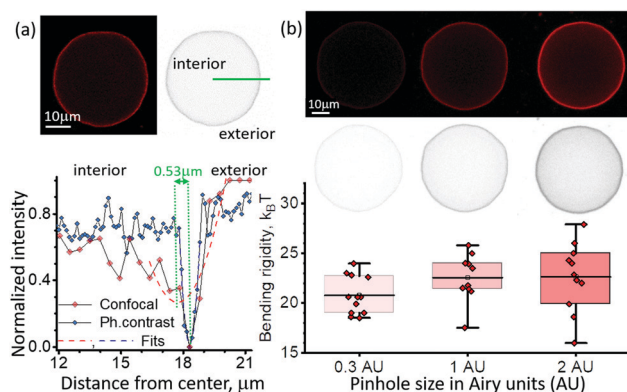 (a)
interior
10μm
exterior
interior
0.53μm
exterior
Normalized intensity
0.8
0.4
0.0
Confocal
Ph.contrast
Fits
12 15 18 21
Distance from center, μm
(b)
10μm
Bending rigidity, kBT
30
25
20
15
0.3 AU 1 AU 2 AU
Pinhole size in Airy units (AU)